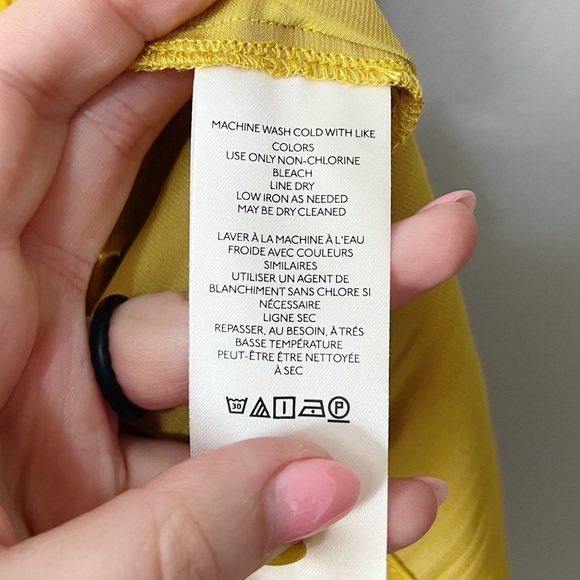 MACHINE WASH COLD WITH LIKE
COLORS
USE ONLY NON-CHLORINE
BLEACH
LINE DRY
LOW IRON AS NEEDED
MAY BE DRY CLEANED
LAVER À LA MACHINE À L'EAU
FROIDE AVEC COULEURS
SIMILAIRES
UTILISER UN AGENT DE
BLANCHIMENT SANS CHLORE SI
NÉCESSAIRE
LIGNE SEC
REPASSER, AU BESOIN, À TRÉS
BASSE TEMPÉRATURE
PEUT-ÊTRE ÊTRE NETTOYÉE
À SEC
30 P